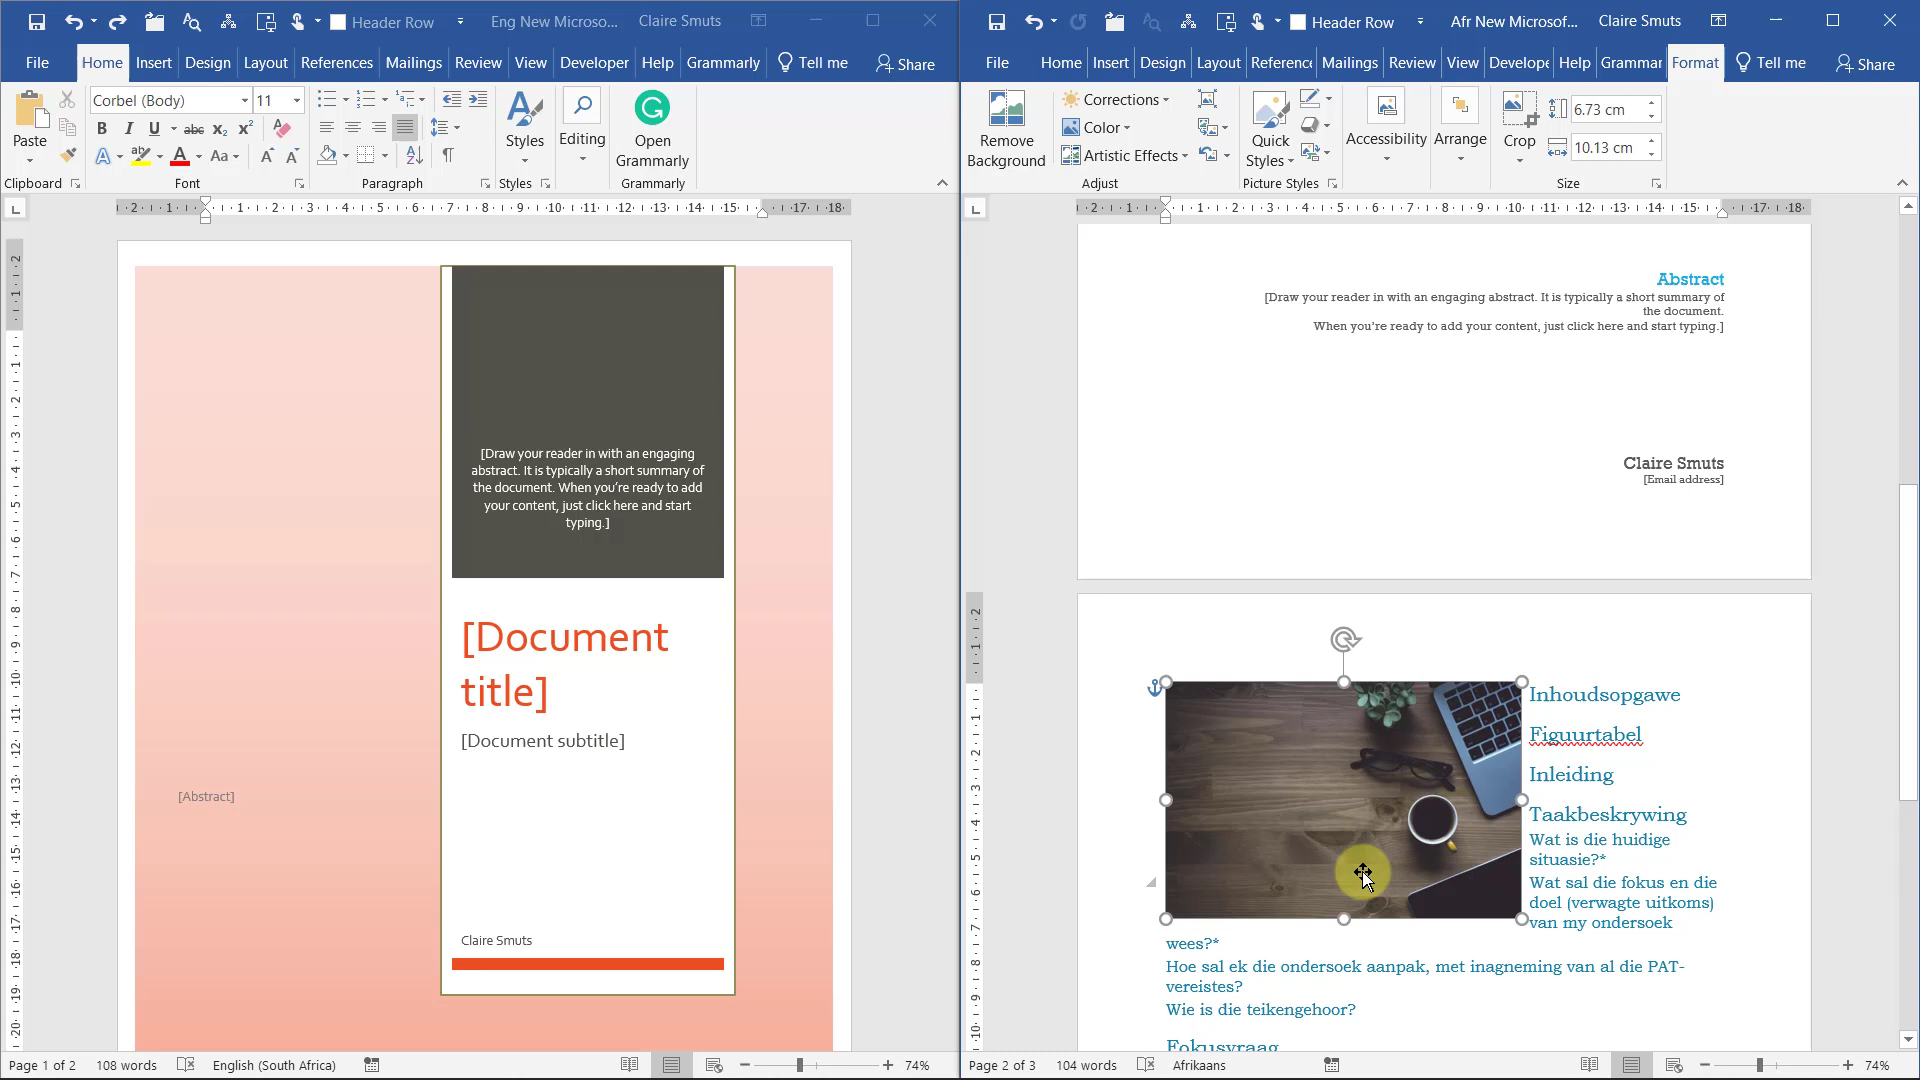 Header Row
Eng New Microso...
Claire Smuts
File Home Insert Design Layout References Mailings Review View Developer Help Grammarly Tell me Share
Corbel (Body) 11
Paste
Styles
Editing
Open Grammarly
Clipboard Font Paragraph Styles Grammarly
[Draw your reader in with an engaging
abstract. It is typically a short summary of
the document. When you're ready to add
your content, just click here and start
typing.]
[Document
title]
[Document subtitle]
[Abstract]
Claire Smuts
Page 1 of 2 108 words English (South Africa) 74%
Header Row
Afr New Microsof...
Claire Smuts
File Home Insert Design Layout Reference Mailings Review View Develope Help Grammar Format Tell me Share
Remove Background
Corrections
Color
Artistic Effects
Quick Styles
Accessibility
Arrange
Crop
6.73 cm
10.13 cm
Adjust Picture Styles Size
Abstract
[Draw your reader in with an engaging abstract. It is typically a short summary of
the document.
When you're ready to add your content, just click here and start typing.]
Claire Smuts
[Email address]
Inhoudsopgawe
Figuurtabel
Inleiding
Taakbeskrywing
Wat is die huidige
situasie?*
Wat sal die fokus en die
doel (verwagte uitkoms)
van my ondersoek
wees?*
Hoe sal ek die ondersoek aanpak, met inagneming van al die PAT-
vereistes?
Wie is die teikengehoor?
Fokusvraag
Page 2 of 3 104 words Afrikaans 74%